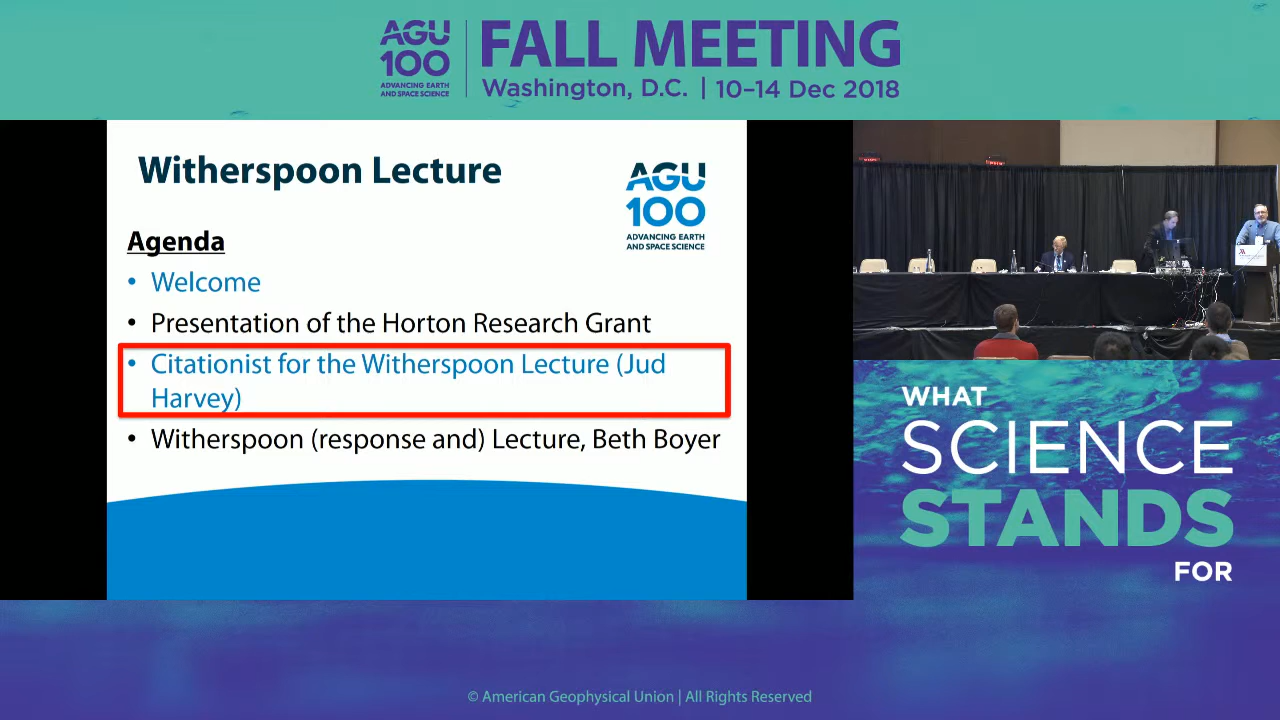 AGU
100
ADVANCING EARTH
AND SPACE SCIENCE
FALL MEETING
Washington, D.C. | 10–14 Dec 2018
Witherspoon Lecture
AGU
100
ADVANCING EARTH
AND SPACE SCIENCE
Agenda
• Welcome
• Presentation of the Horton Research Grant
• Citationist for the Witherspoon Lecture (Jud
Harvey)
• Witherspoon (response and) Lecture, Beth Boyer
WHAT
SCIENCE
STANDS
FOR
© American Geophysical Union | All Rights Reserved